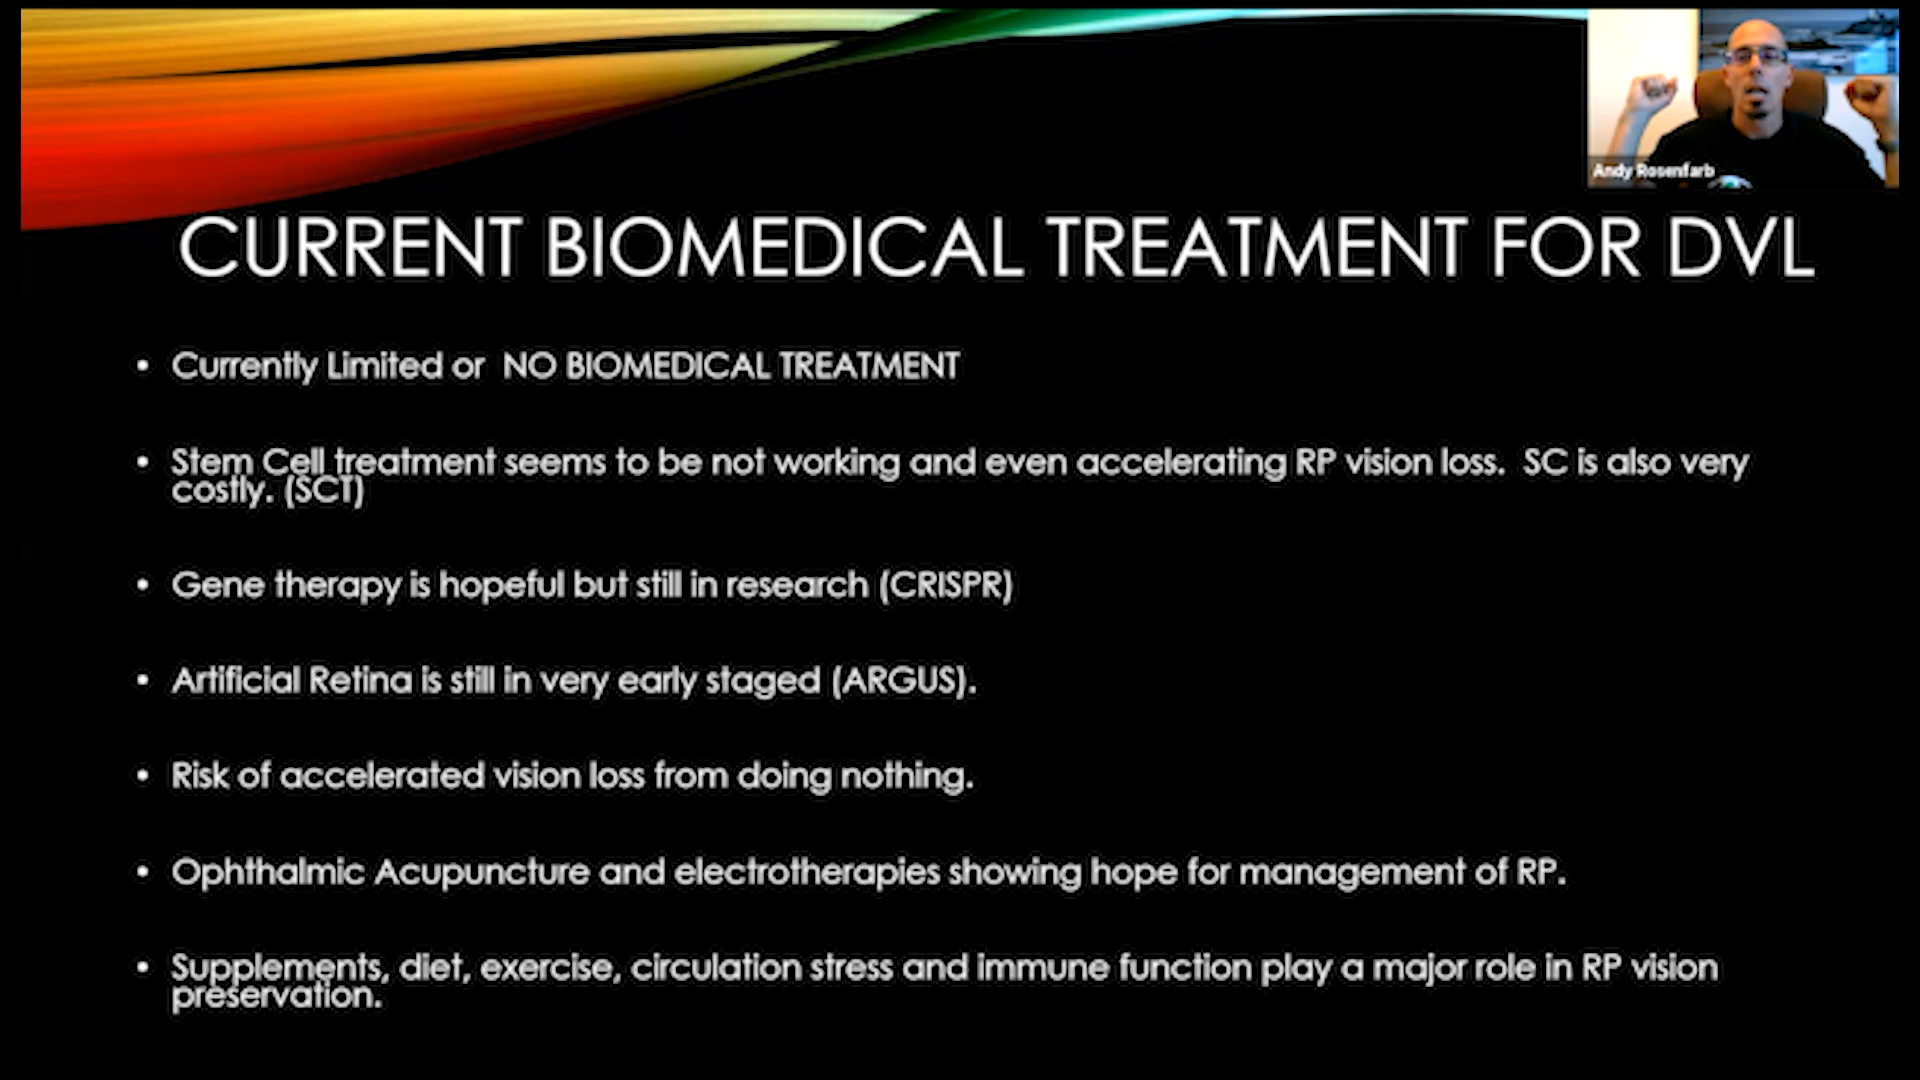 Andy Rosenfarb
CURRENT BIOMEDICAL TREATMENT FOR DVL
• Currently Limited or NO BIOMEDICAL TREATMENT
• Stem Cell treatment seems to be not working and even accelerating RP vision loss. SC is also very
costly. (SCT)
• Gene therapy is hopeful but still in research (CRISPR)
• Artificial Retina is still in very early staged (ARGUS).
• Risk of accelerated vision loss from doing nothing.
• Ophthalmic Acupuncture and electrotherapies showing hope for management of RP.
• Supplements, diet, exercise, circulation stress and immune function play a major role in RP vision
preservation.